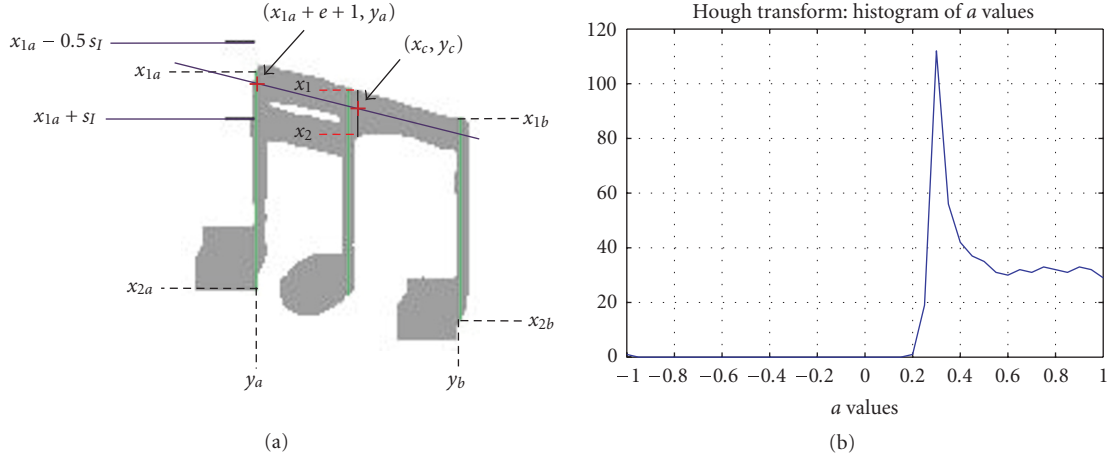 (x1a + e + 1, ya)
(xc, yc)
x1a − 0.5 sI
x1a
x1
x1a + sI
x2
x1b
x2a
x2b
ya
yb
(a)
Hough transform: histogram of a values
120
100
80
60
40
20
0
−1 −0.8 −0.6 −0.4 −0.2 0 0.2 0.4 0.6 0.8 1
a values
(b)